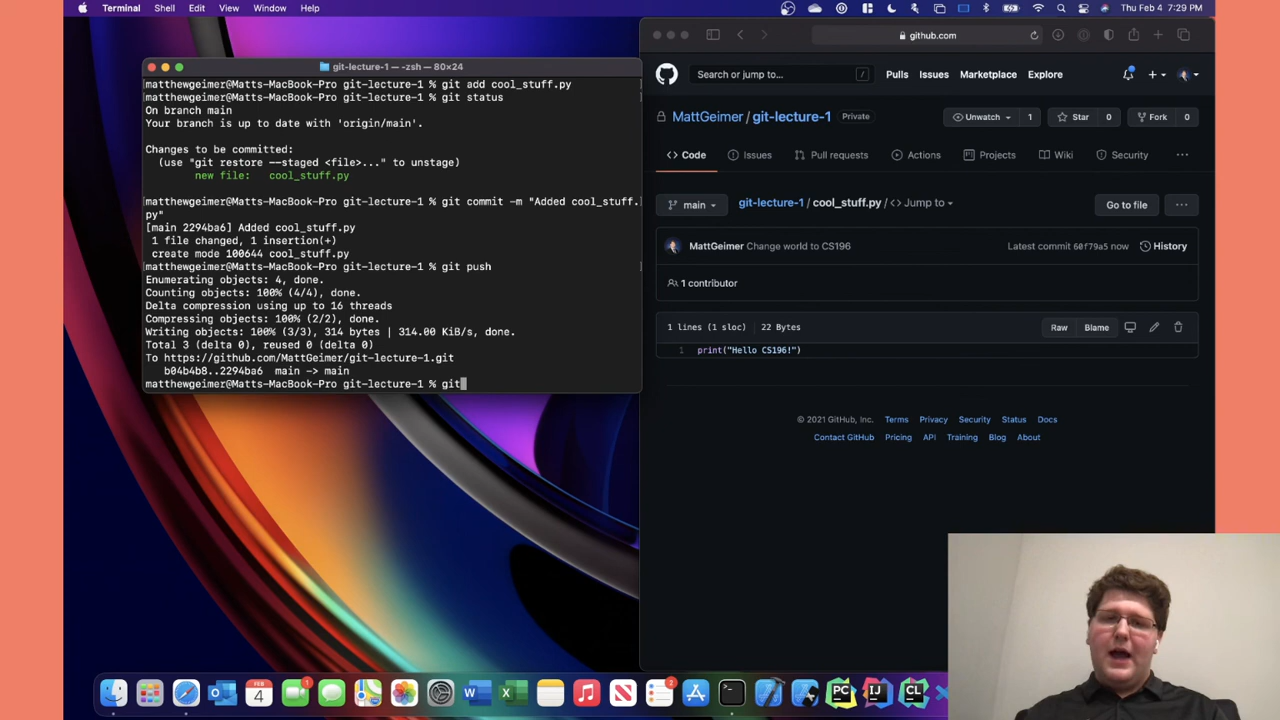 Terminal Shell Edit View Window Help Thu Feb 4 7:29 PM
git-lecture-1 — -zsh — 80×24
matthewgeimer@Matts-MacBook-Pro git-lecture-1 % git add cool_stuff.py
matthewgeimer@Matts-MacBook-Pro git-lecture-1 % git status
On branch main
Your branch is up to date with 'origin/main'.
Changes to be committed:
(use "git restore --staged <file>..." to unstage)
new file: cool_stuff.py
matthewgeimer@Matts-MacBook-Pro git-lecture-1 % git commit -m "Added cool_stuff.
py"
[main 2294ba6] Added cool_stuff.py
1 file changed, 1 insertion(+)
create mode 100644 cool_stuff.py
matthewgeimer@Matts-MacBook-Pro git-lecture-1 % git push
Enumerating objects: 4, done.
Counting objects: 100% (4/4), done.
Delta compression using up to 16 threads
Compressing objects: 100% (2/2), done.
Writing objects: 100% (3/3), 314 bytes | 314.00 KiB/s, done.
Total 3 (delta 0), reused 0 (delta 0)
To https://github.com/MattGeimer/git-lecture-1.git
b04b4b8..2294ba6 main -> main
matthewgeimer@Matts-MacBook-Pro git-lecture-1 % git
github.com
Search or jump to... / Pulls Issues Marketplace Explore
MattGeimer / git-lecture-1 Private Unwatch 1 Star 0 Fork 0
<> Code Issues Pull requests Actions Projects Wiki Security ...
main git-lecture-1 / cool_stuff.py / <> Jump to Go to file ...
MattGeimer Change world to CS196 Latest commit 60f79a5 now History
1 contributor
1 lines (1 sloc) 22 Bytes Raw Blame
1 print("Hello CS196!")
© 2021 GitHub, Inc. Terms Privacy Security Status Docs
Contact GitHub Pricing API Training Blog About
FEB
4
1
W
X
2
>_
PC
IJ
CL